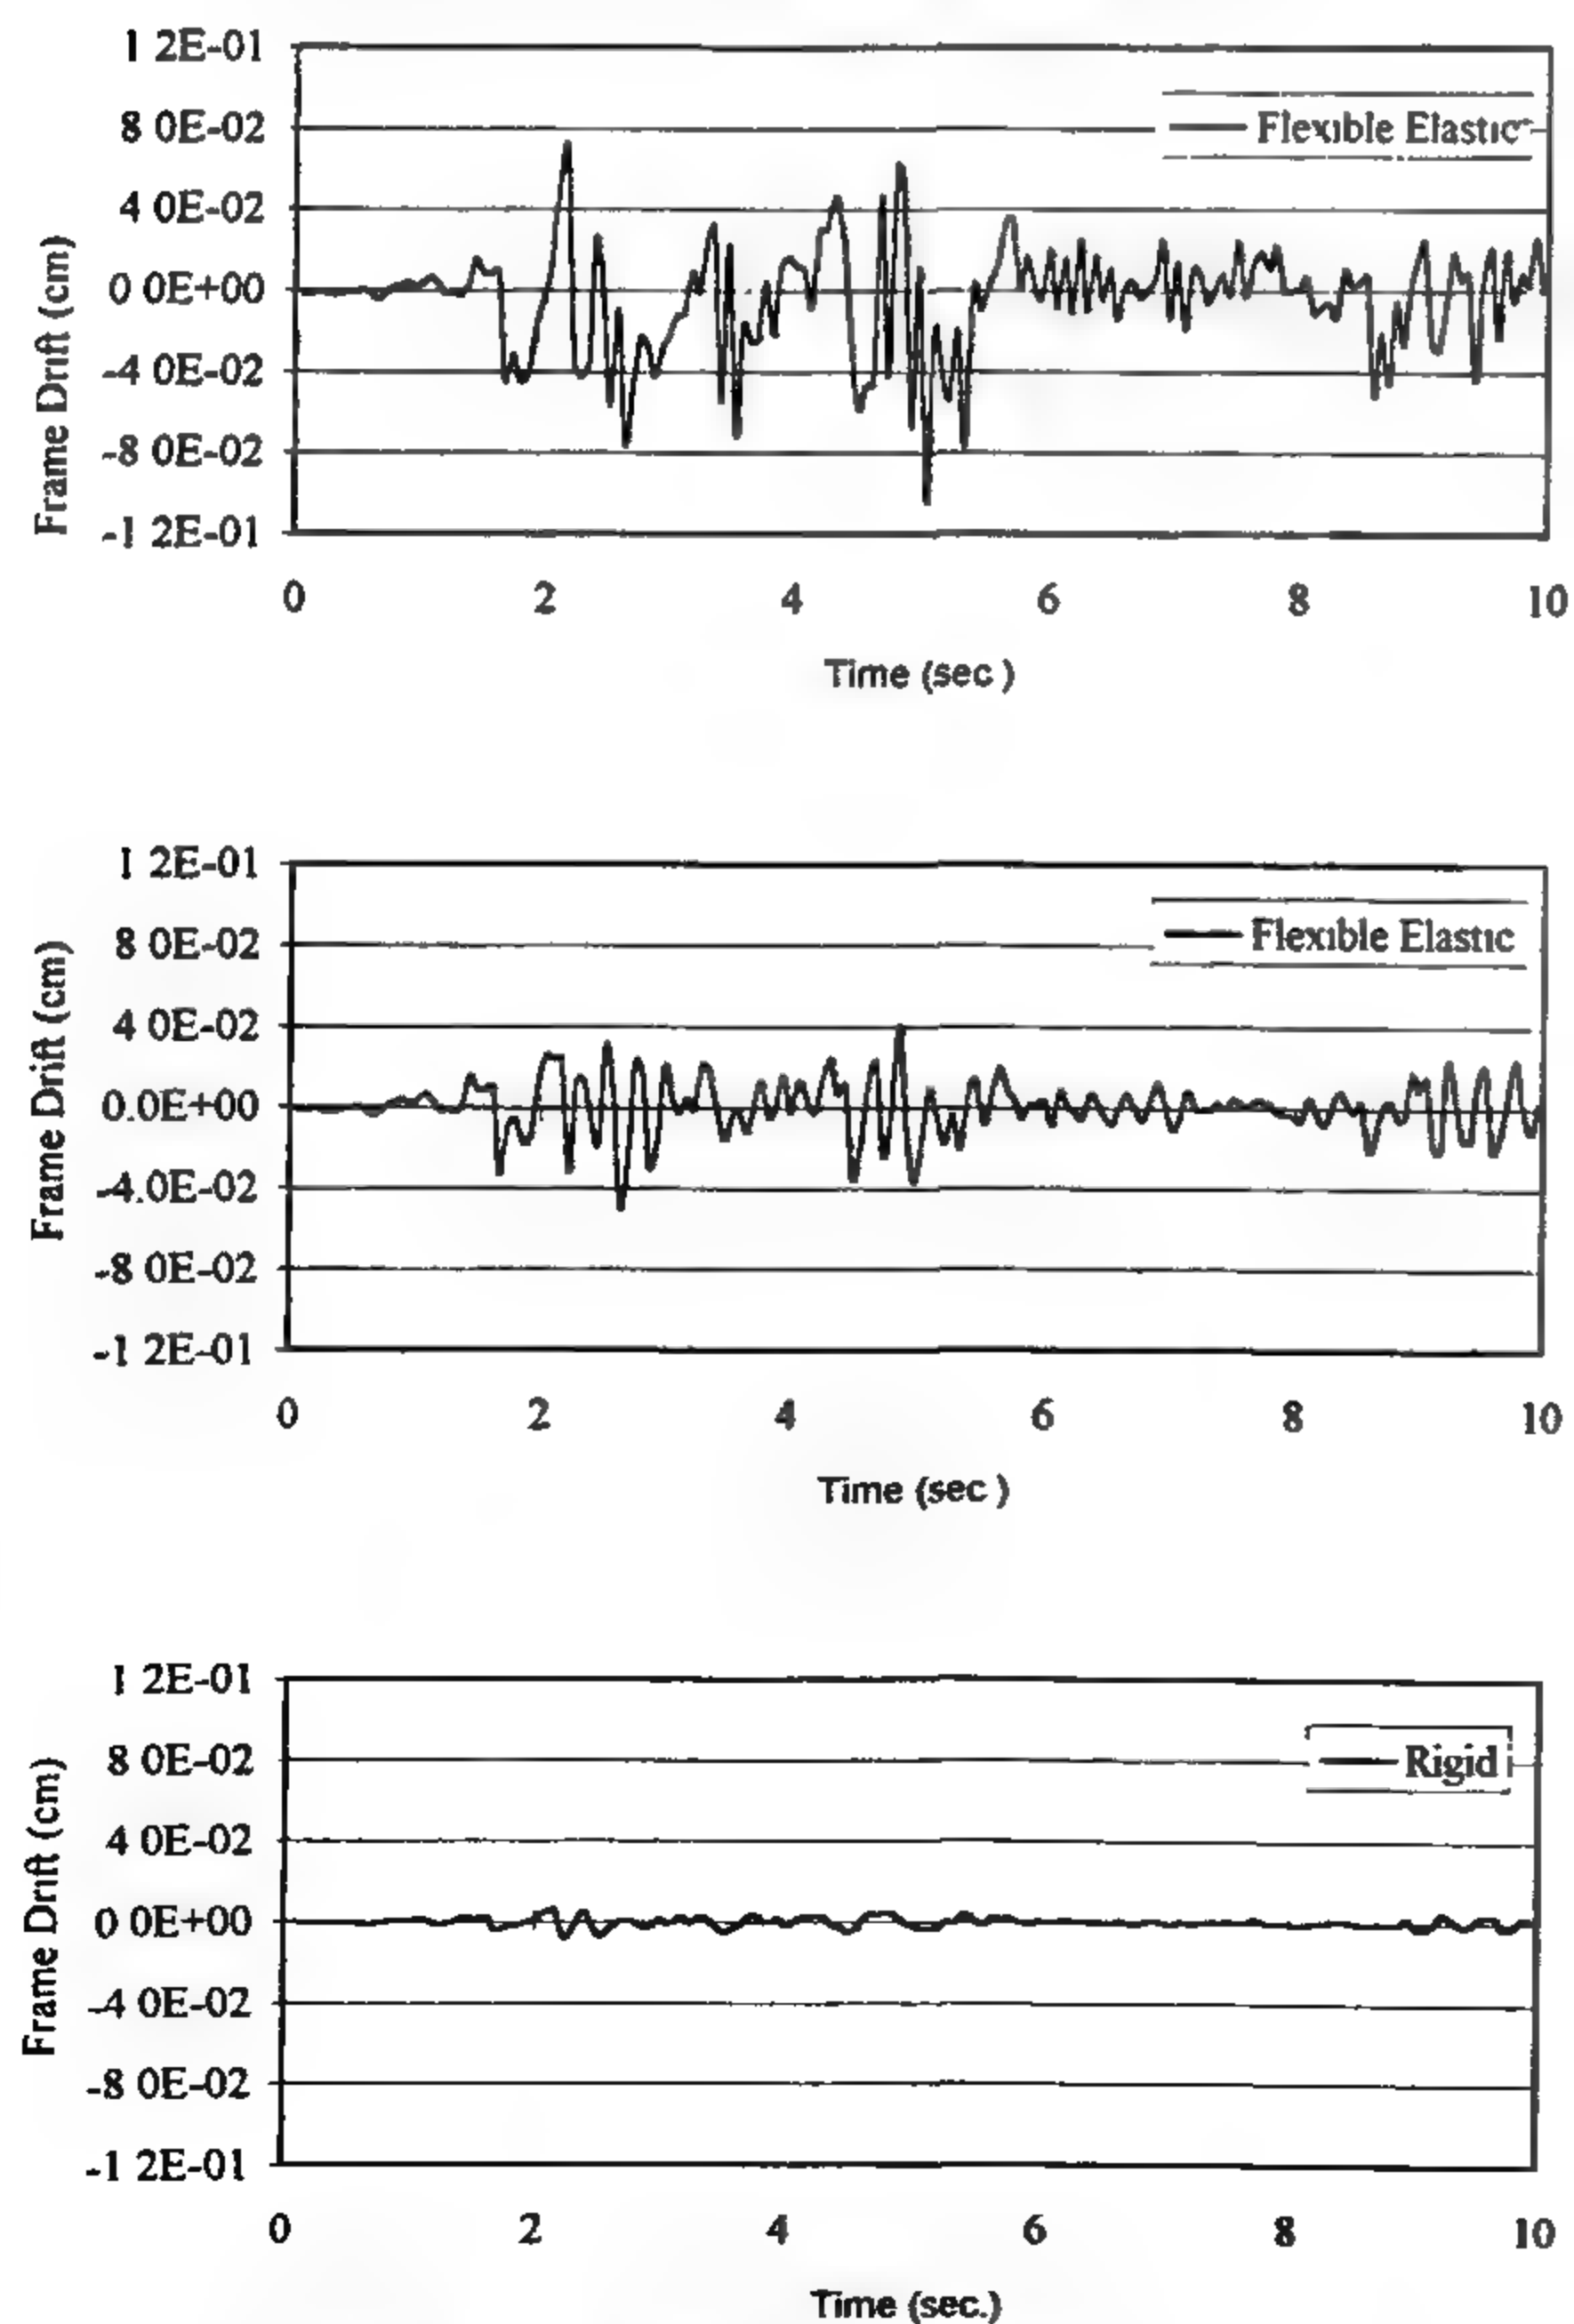 1 2E-01
8 0E-02
4 0E-02
0 0E+00
-4 0E-02
-8 0E-02
-1 2E-01
Frame Drift (cm)
Flexible Elastic
0 2 4 6 8 10
Time (sec )
1 2E-01
8 0E-02
4 0E-02
0.0E+00
-4.0E-02
-8 0E-02
-1 2E-01
Frame Drift (cm)
Flexible Elastic
0 2 4 6 8 10
Time (sec )
1 2E-01
8 0E-02
4 0E-02
0 0E+00
-4 0E-02
-8 0E-02
-1 2E-01
Frame Drift (cm)
Rigid
0 2 4 6 8 10
Time (sec.)